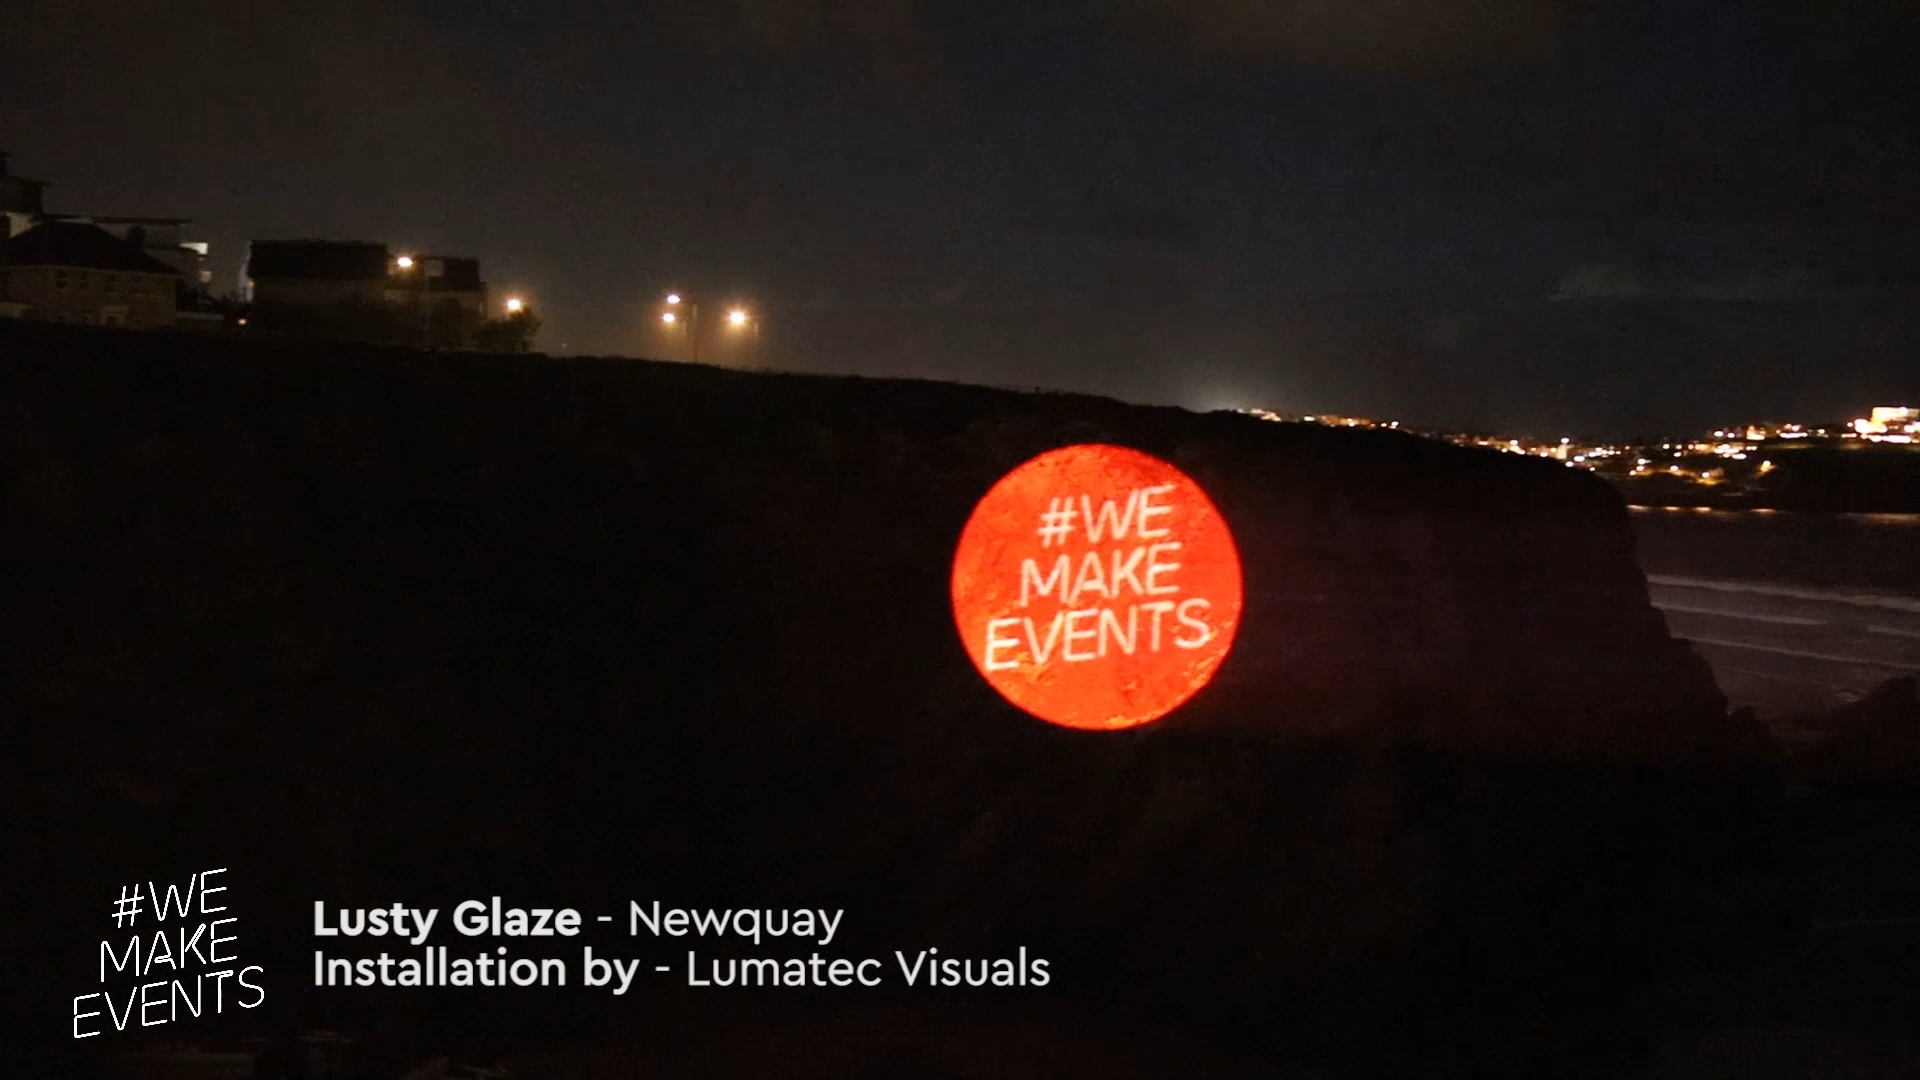 #WE
MAKE
EVENTS
#WE
MAKE
EVENTS
Lusty Glaze - Newquay
Installation by - Lumatec Visuals